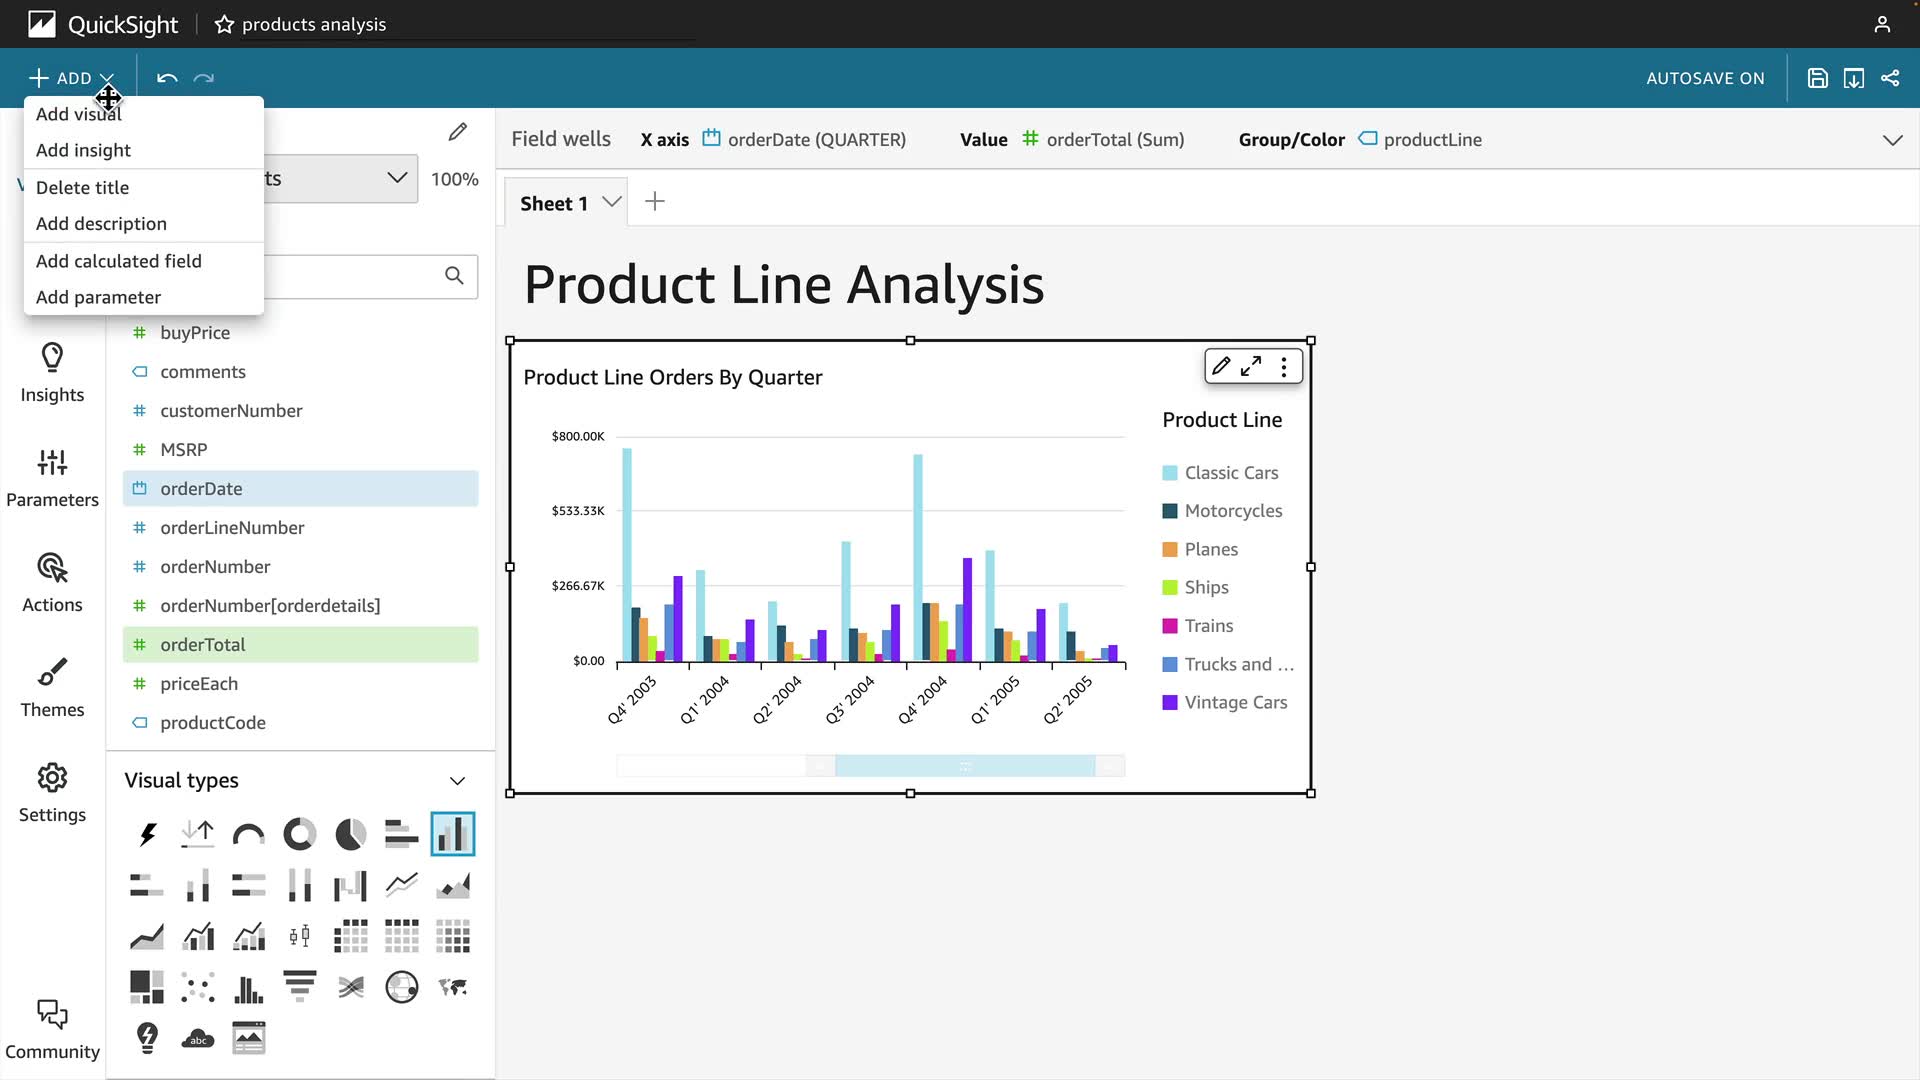 QuickSight
products analysis
ADD
AUTOSAVE ON
Add visual
Add insight
Delete title
Add description
Add calculated field
Add parameter
ts
100%
Field wells X axis orderDate (QUARTER) Value orderTotal (Sum) Group/Color productLine
Sheet 1
Insights
Parameters
Actions
Themes
Settings
Community
buyPrice
comments
customerNumber
MSRP
orderDate
orderLineNumber
orderNumber
orderNumber[orderdetails]
orderTotal
priceEach
productCode
Visual types
abc
Product Line Analysis
Product Line Orders By Quarter
$800.00K
$533.33K
$266.67K
$0.00
Q4' 2003
Q1' 2004
Q2' 2004
Q3' 2004
Q4' 2004
Q1' 2005
Q2' 2005
Product Line
Classic Cars
Motorcycles
Planes
Ships
Trains
Trucks and ...
Vintage Cars